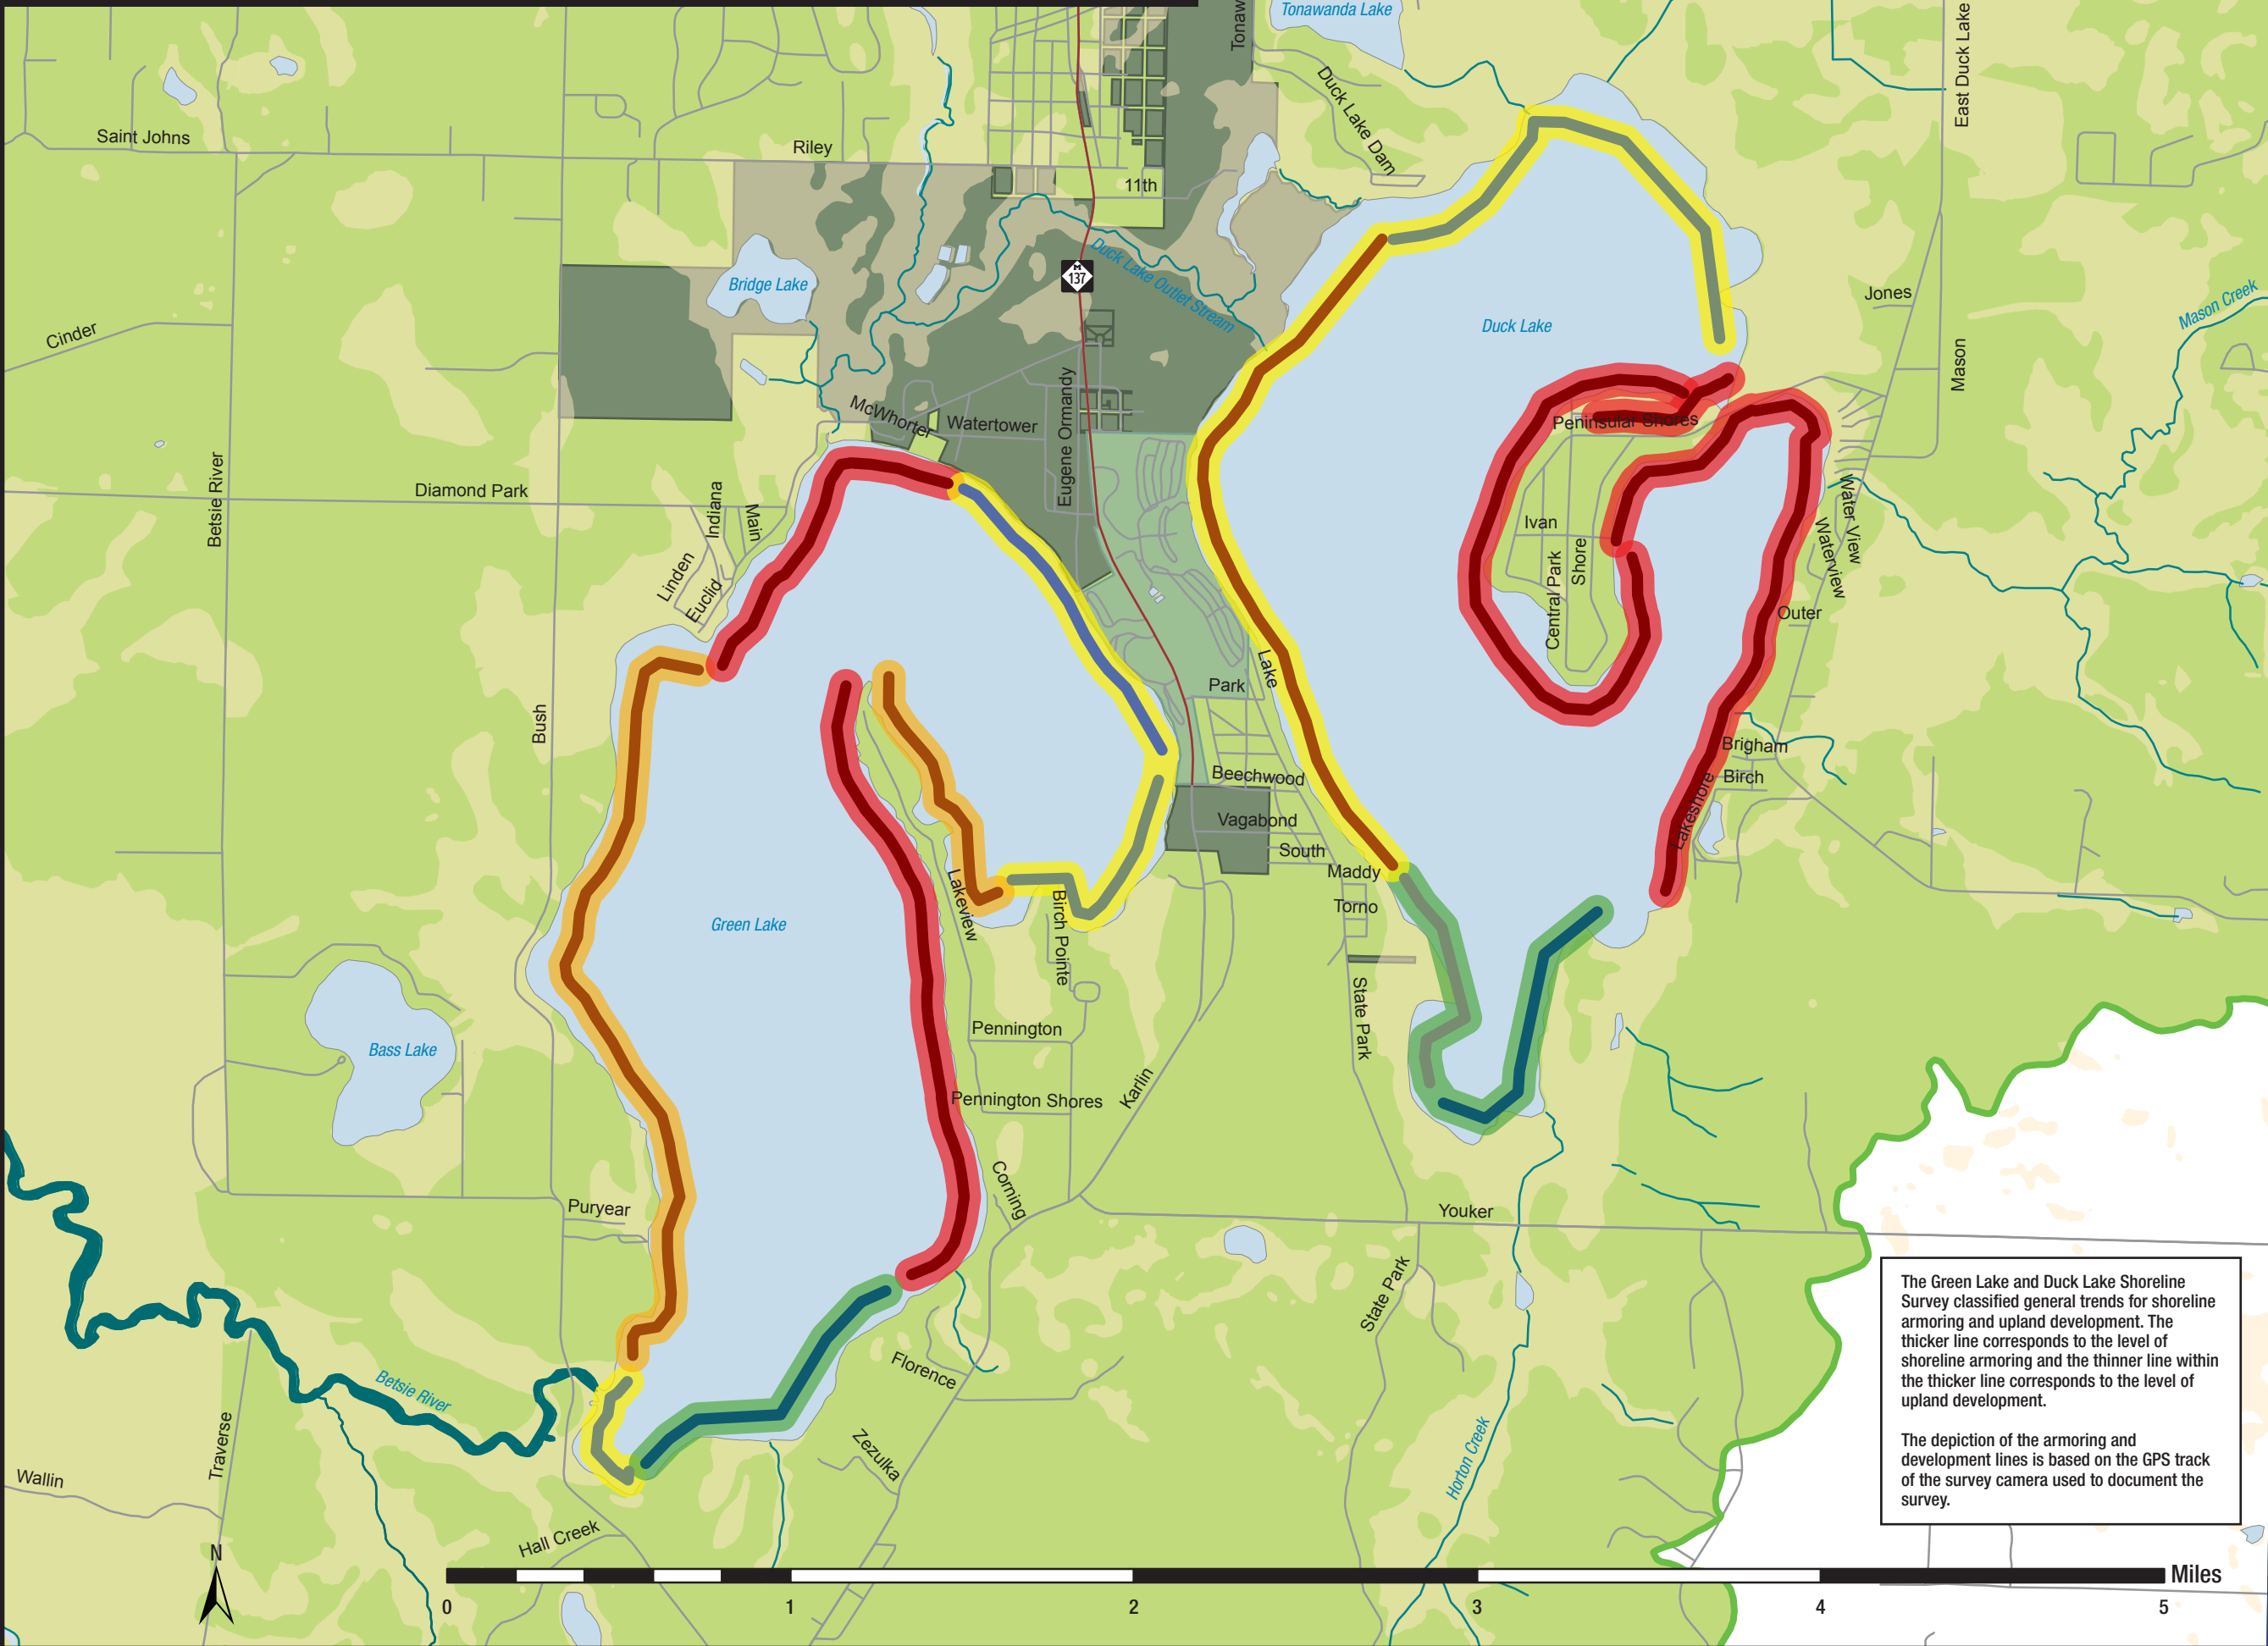 Tonawanda Lake
Tonaw
East Duck Lake
Duck Lake Dam
Saint Johns
Riley
11th
Duck Lake Outlet Stream
M
137
Bridge Lake
Duck Lake
Jones
Mason Creek
Cinder
Mason
McWhorter
Watertower
Eugene Ormandy
Peninsular Shores
Betsie River
Diamond Park
Indiana
Main
Water View
Waterview
Ivan
Shore
Central Park
Linden
Euclid
Outer
Lake
Park
Bush
Brigham
Birch
Beechwood
Lakeshore
Vagabond
South
Maddy
Torno
Lakeview
Birch Pointe
Green Lake
State Park
Pennington
Bass Lake
Pennington Shores
Karlin
Corning
Puryear
Youker
State Park
Florence
Betsie River
Traverse
Zezulka
Horton Creek
Wallin
Hall Creek
The Green Lake and Duck Lake Shoreline
Survey classified general trends for shoreline
armoring and upland development. The
thicker line corresponds to the level of
shoreline armoring and the thinner line within
the thicker line corresponds to the level of
upland development.
The depiction of the armoring and
development lines is based on the GPS track
of the survey camera used to document the
survey.
N
Miles
0 1 2 3 4 5